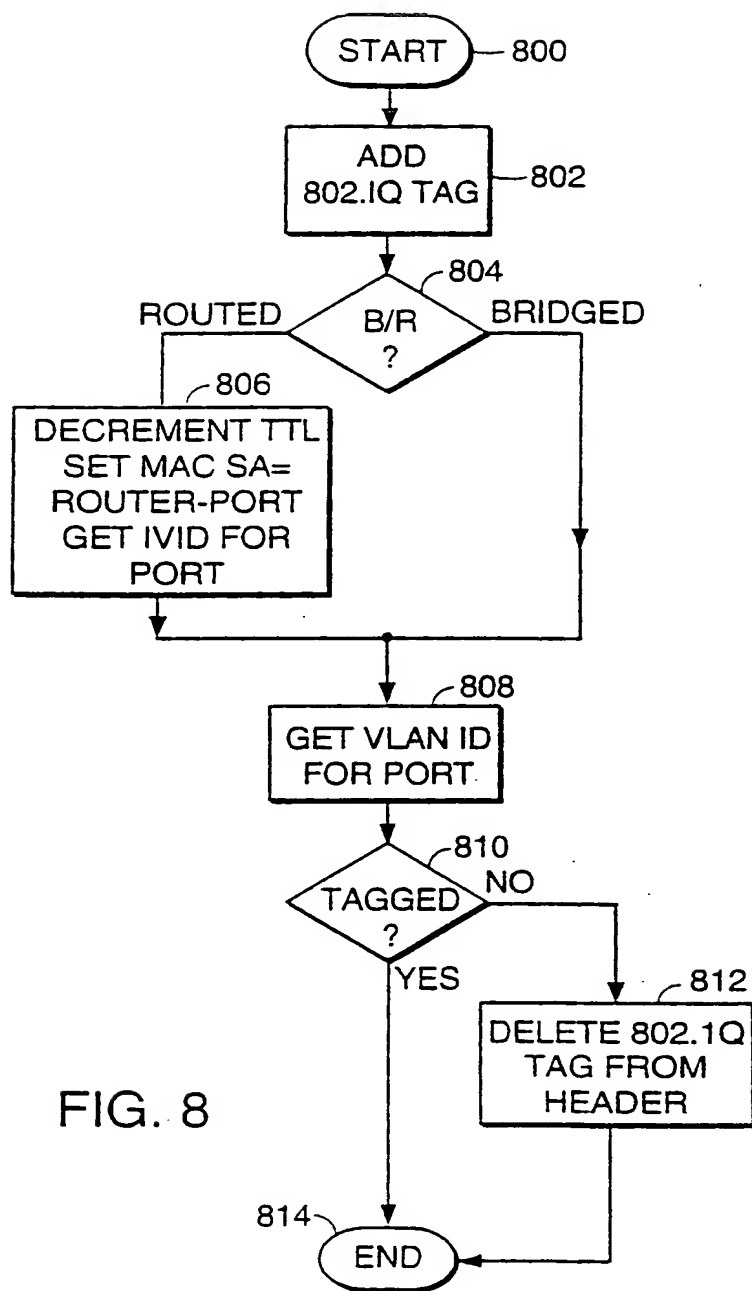 START
800
ADD
802.IQ TAG
802
804
ROUTED
B/R
?
BRIDGED
806
DECREMENT TTL
SET MAC SA=
ROUTER-PORT
GET IVID FOR
PORT
808
GET VLAN ID
FOR PORT
810
TAGGED
?
NO
YES
812
DELETE 802.1Q
TAG FROM
HEADER
FIG. 8
814
END